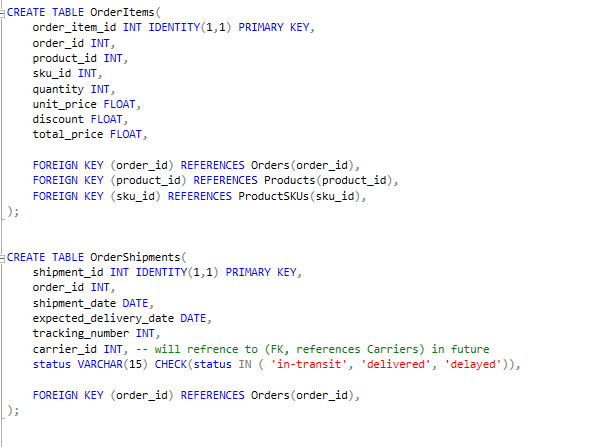 CREATE TABLE OrderItems(
    order_item_id INT IDENTITY(1,1) PRIMARY KEY,
    order_id INT,
    product_id INT,
    sku_id INT,
    quantity INT,
    unit_price FLOAT,
    discount FLOAT,
    total_price FLOAT,

    FOREIGN KEY (order_id) REFERENCES Orders(order_id),
    FOREIGN KEY (product_id) REFERENCES Products(product_id),
    FOREIGN KEY (sku_id) REFERENCES ProductSKUs(sku_id),
);

CREATE TABLE OrderShipments(
    shipment_id INT IDENTITY(1,1) PRIMARY KEY,
    order_id INT,
    shipment_date DATE,
    expected_delivery_date DATE,
    tracking_number INT,
    carrier_id INT, -- will refrence to (FK, references Carriers) in future
    status VARCHAR(15) CHECK(status IN ( 'in-transit', 'delivered', 'delayed')),

    FOREIGN KEY (order_id) REFERENCES Orders(order_id),
);